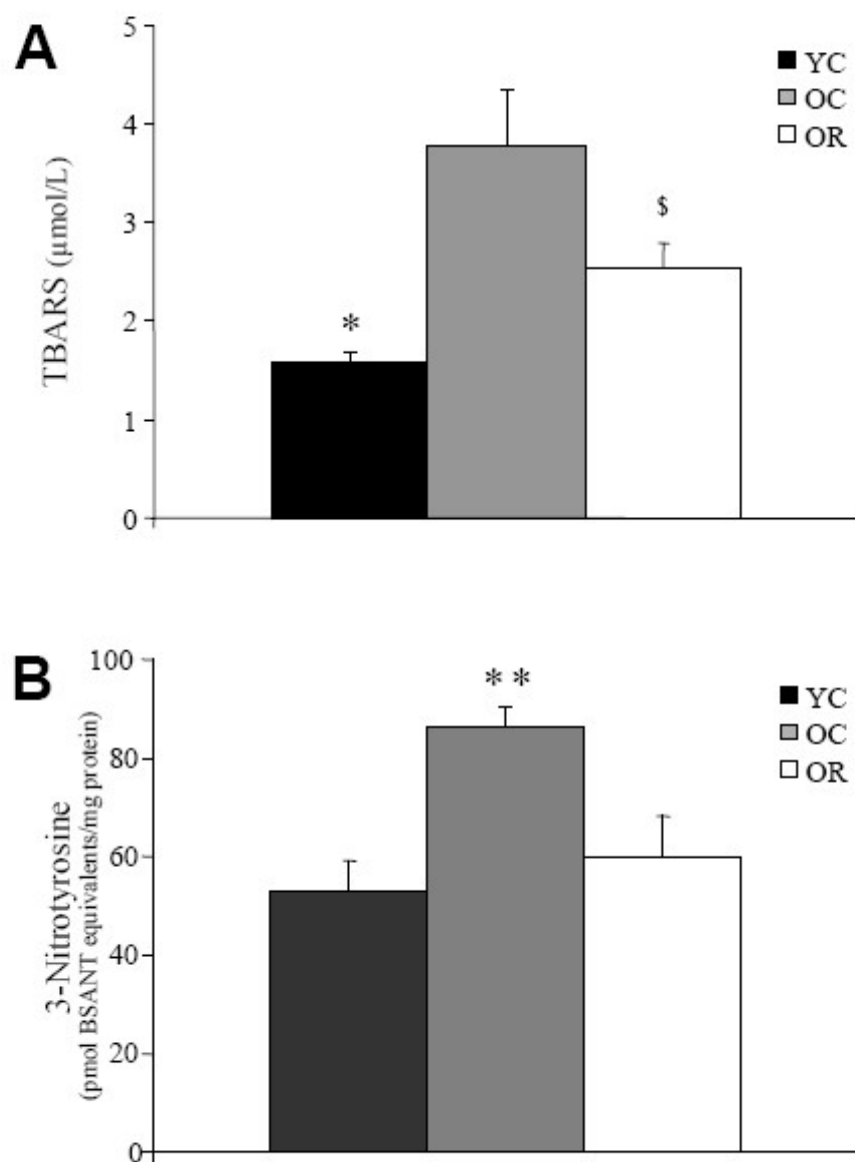 A
TBARS (μmol/L)
5
4
3
2
1
0
*
$
YC
OC
OR
B
3-Nitrotyrosine
(pmol BSANT equivalents/mg protein)
100
80
60
40
20
0
**
YC
OC
OR